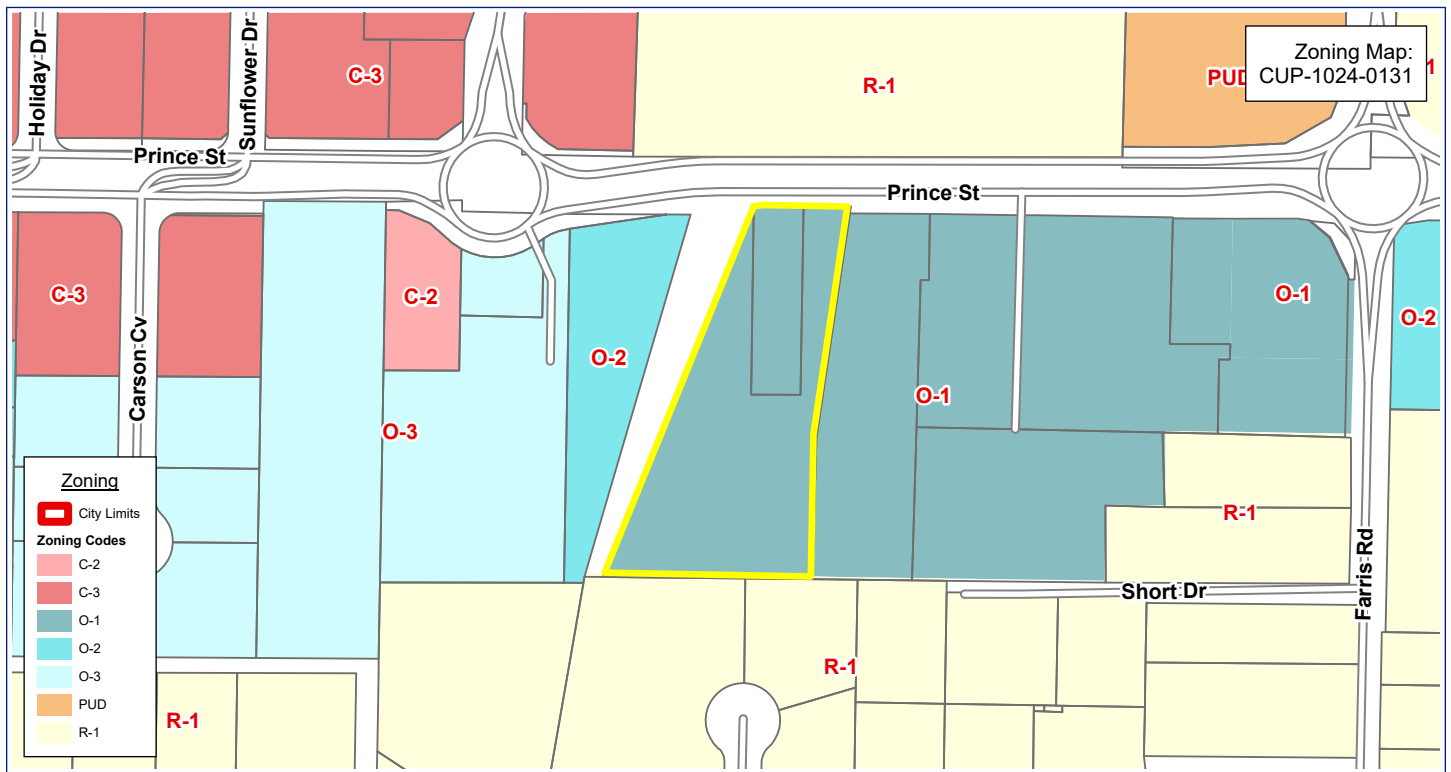 Holiday Dr
Sunflower Dr
C-3
R-1
PUD
Zoning Map:
CUP-1024-0131
1
Prince St
Prince St
C-3
C-2
O-1
O-2
O-2
Carson Cv
O-3
O-1
Zoning
City Limits
Zoning Codes
C-2
C-3
O-1
O-2
O-3
PUD
R-1
R-1
Farris Rd
Short Dr
R-1
R-1